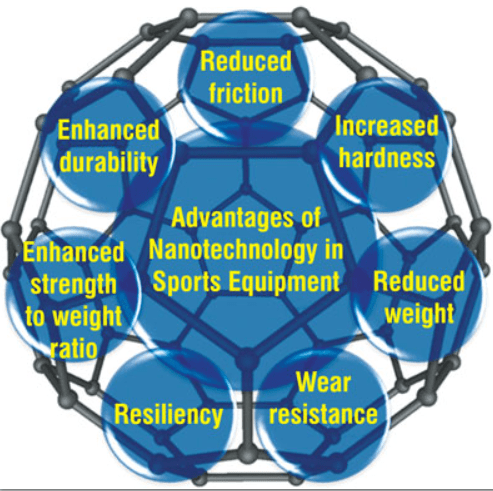 Reduced
friction
Enhanced
durability
Increased
hardness
Advantages of
Nanotechnology in
Sports Equipment
Enhanced
strength
to weight
ratio
Reduced
weight
Resiliency
Wear
resistance